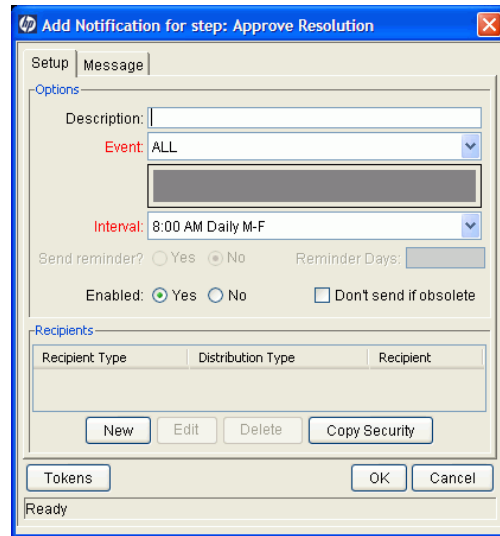 hp Add Notification for step: Approve Resolution
Setup Message
Options
Description:
Event: ALL
Interval: 8:00 AM Daily M-F
Send reminder? Yes No Reminder Days:
Enabled: Yes No Don't send if obsolete
Recipients
Recipient Type Distribution Type Recipient
New Edit Delete Copy Security
Tokens OK Cancel
Ready